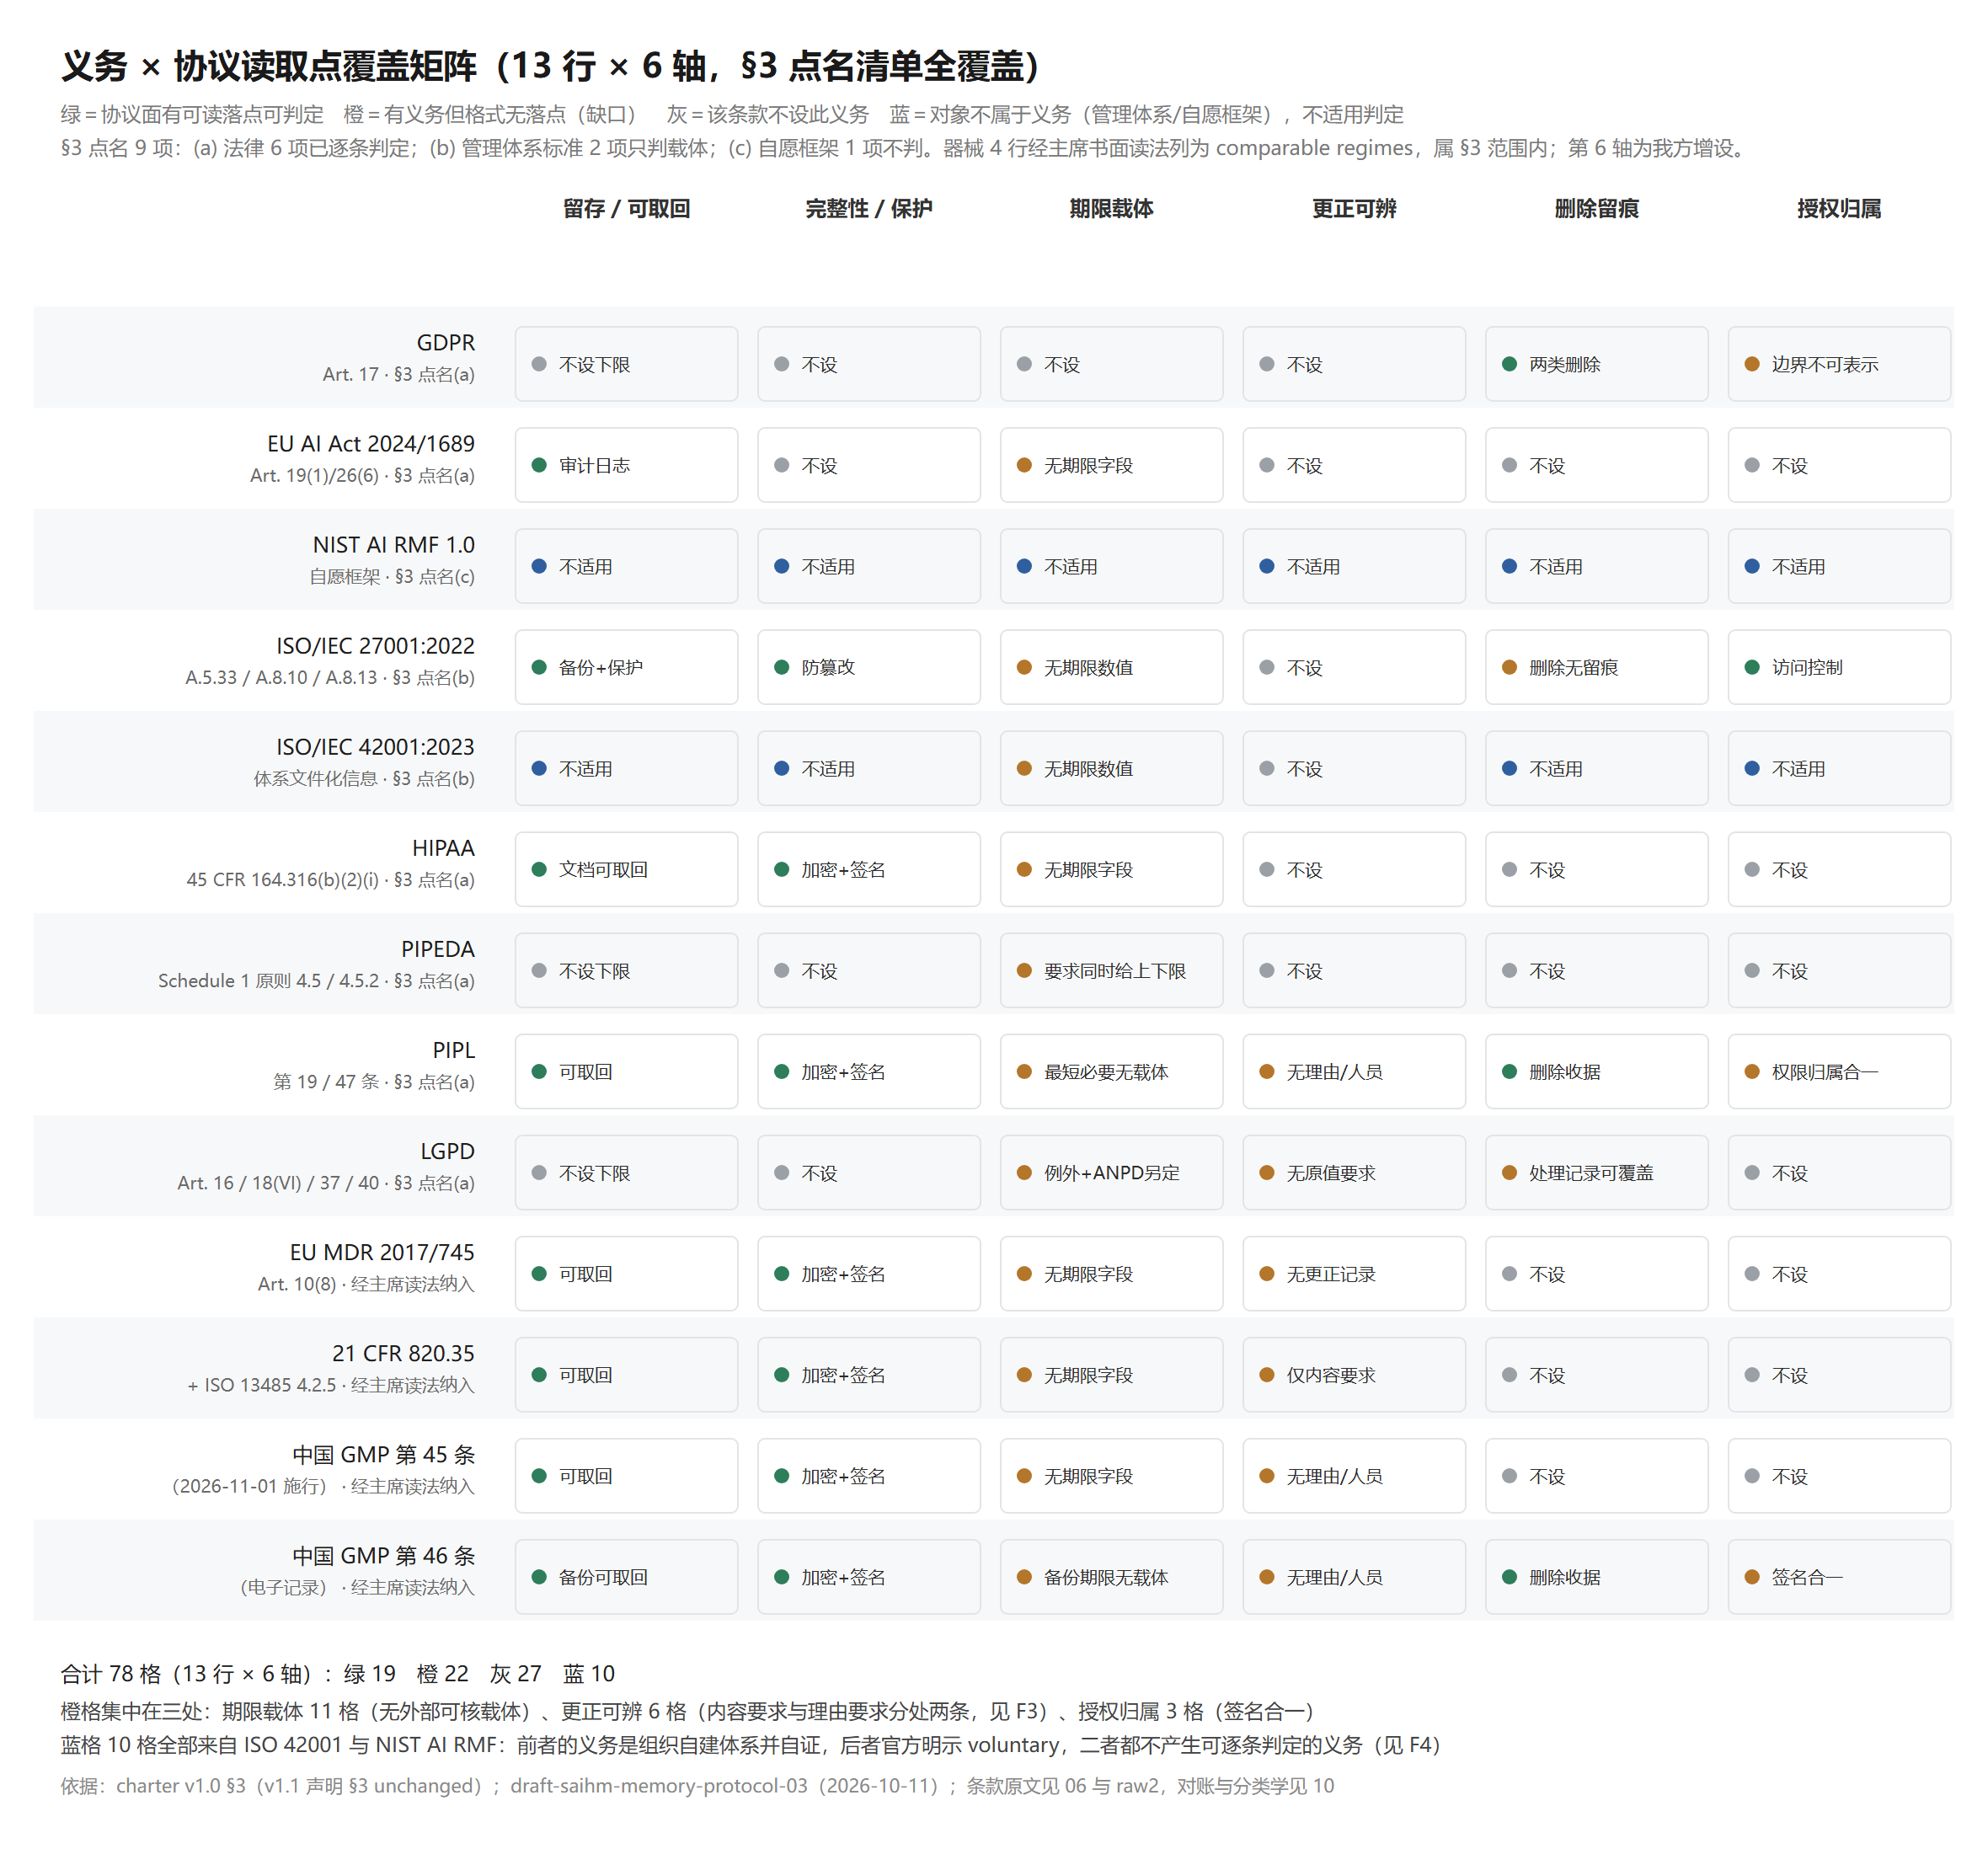 义务 × 协议读取点覆盖矩阵（13 行 × 6 轴，§3 点名清单全覆盖）
绿＝协议面有可读落点可判定 橙＝有义务但格式无落点（缺口） 灰＝该条款不设此义务 蓝＝对象不属于义务（管理体系/自愿框架），不适用判定
§3 点名 9 项：(a) 法律 6 项已逐条判定；(b) 管理体系标准 2 项只判载体；(c) 自愿框架 1 项不判。器械 4 行经主席书面读法列为 comparable regimes，属 §3 范围内；第 6 轴为我方增设。
留存 / 可取回 完整性 / 保护 期限载体 更正可辨 删除留痕 授权归属
GDPR
Art. 17 · §3 点名(a)
不设下限 不设 不设 不设 两类删除 边界不可表示
EU AI Act 2024/1689
Art. 19(1)/26(6) · §3 点名(a)
审计日志 不设 无期限字段 不设 不设 不设
NIST AI RMF 1.0
自愿框架 · §3 点名(c)
不适用 不适用 不适用 不适用 不适用 不适用
ISO/IEC 27001:2022
A.5.33 / A.8.10 / A.8.13 · §3 点名(b)
备份+保护 防篡改 无期限数值 不设 删除无留痕 访问控制
ISO/IEC 42001:2023
体系文件化信息 · §3 点名(b)
不适用 不适用 无期限数值 不设 不适用 不适用
HIPAA
45 CFR 164.316(b)(2)(i) · §3 点名(a)
文档可取回 加密+签名 无期限字段 不设 不设 不设
PIPEDA
Schedule 1 原则 4.5 / 4.5.2 · §3 点名(a)
不设下限 不设 要求同时给上下限 不设 不设 不设
PIPL
第 19 / 47 条 · §3 点名(a)
可取回 加密+签名 最短必要无载体 无理由/人员 删除收据 权限归属合一
LGPD
Art. 16 / 18(VI) / 37 / 40 · §3 点名(a)
不设下限 不设 例外+ANPD另定 无原值要求 处理记录可覆盖 不设
EU MDR 2017/745
Art. 10(8) · 经主席读法纳入
可取回 加密+签名 无期限字段 无更正记录 不设 不设
21 CFR 820.35
+ ISO 13485 4.2.5 · 经主席读法纳入
可取回 加密+签名 无期限字段 仅内容要求 不设 不设
中国 GMP 第 45 条
（2026-11-01 施行） · 经主席读法纳入
可取回 加密+签名 无期限字段 无理由/人员 不设 不设
中国 GMP 第 46 条
（电子记录） · 经主席读法纳入
备份可取回 加密+签名 备份期限无载体 无理由/人员 删除收据 签名合一
合计 78 格（13 行 × 6 轴）：绿 19 橙 22 灰 27 蓝 10
橙格集中在三处：期限载体 11 格（无外部可核载体）、更正可辨 6 格（内容要求与理由要求分处两条，见 F3）、授权归属 3 格（签名合一）
蓝格 10 格全部来自 ISO 42001 与 NIST AI RMF：前者的义务是组织自建体系并自证，后者官方明示 voluntary，二者都不产生可逐条判定的义务（见 F4）
依据：charter v1.0 §3（v1.1 声明 §3 unchanged）；draft-saihm-memory-protocol-03（2026-10-11）；条款原文见 06 与 raw2，对账与分类学见 10